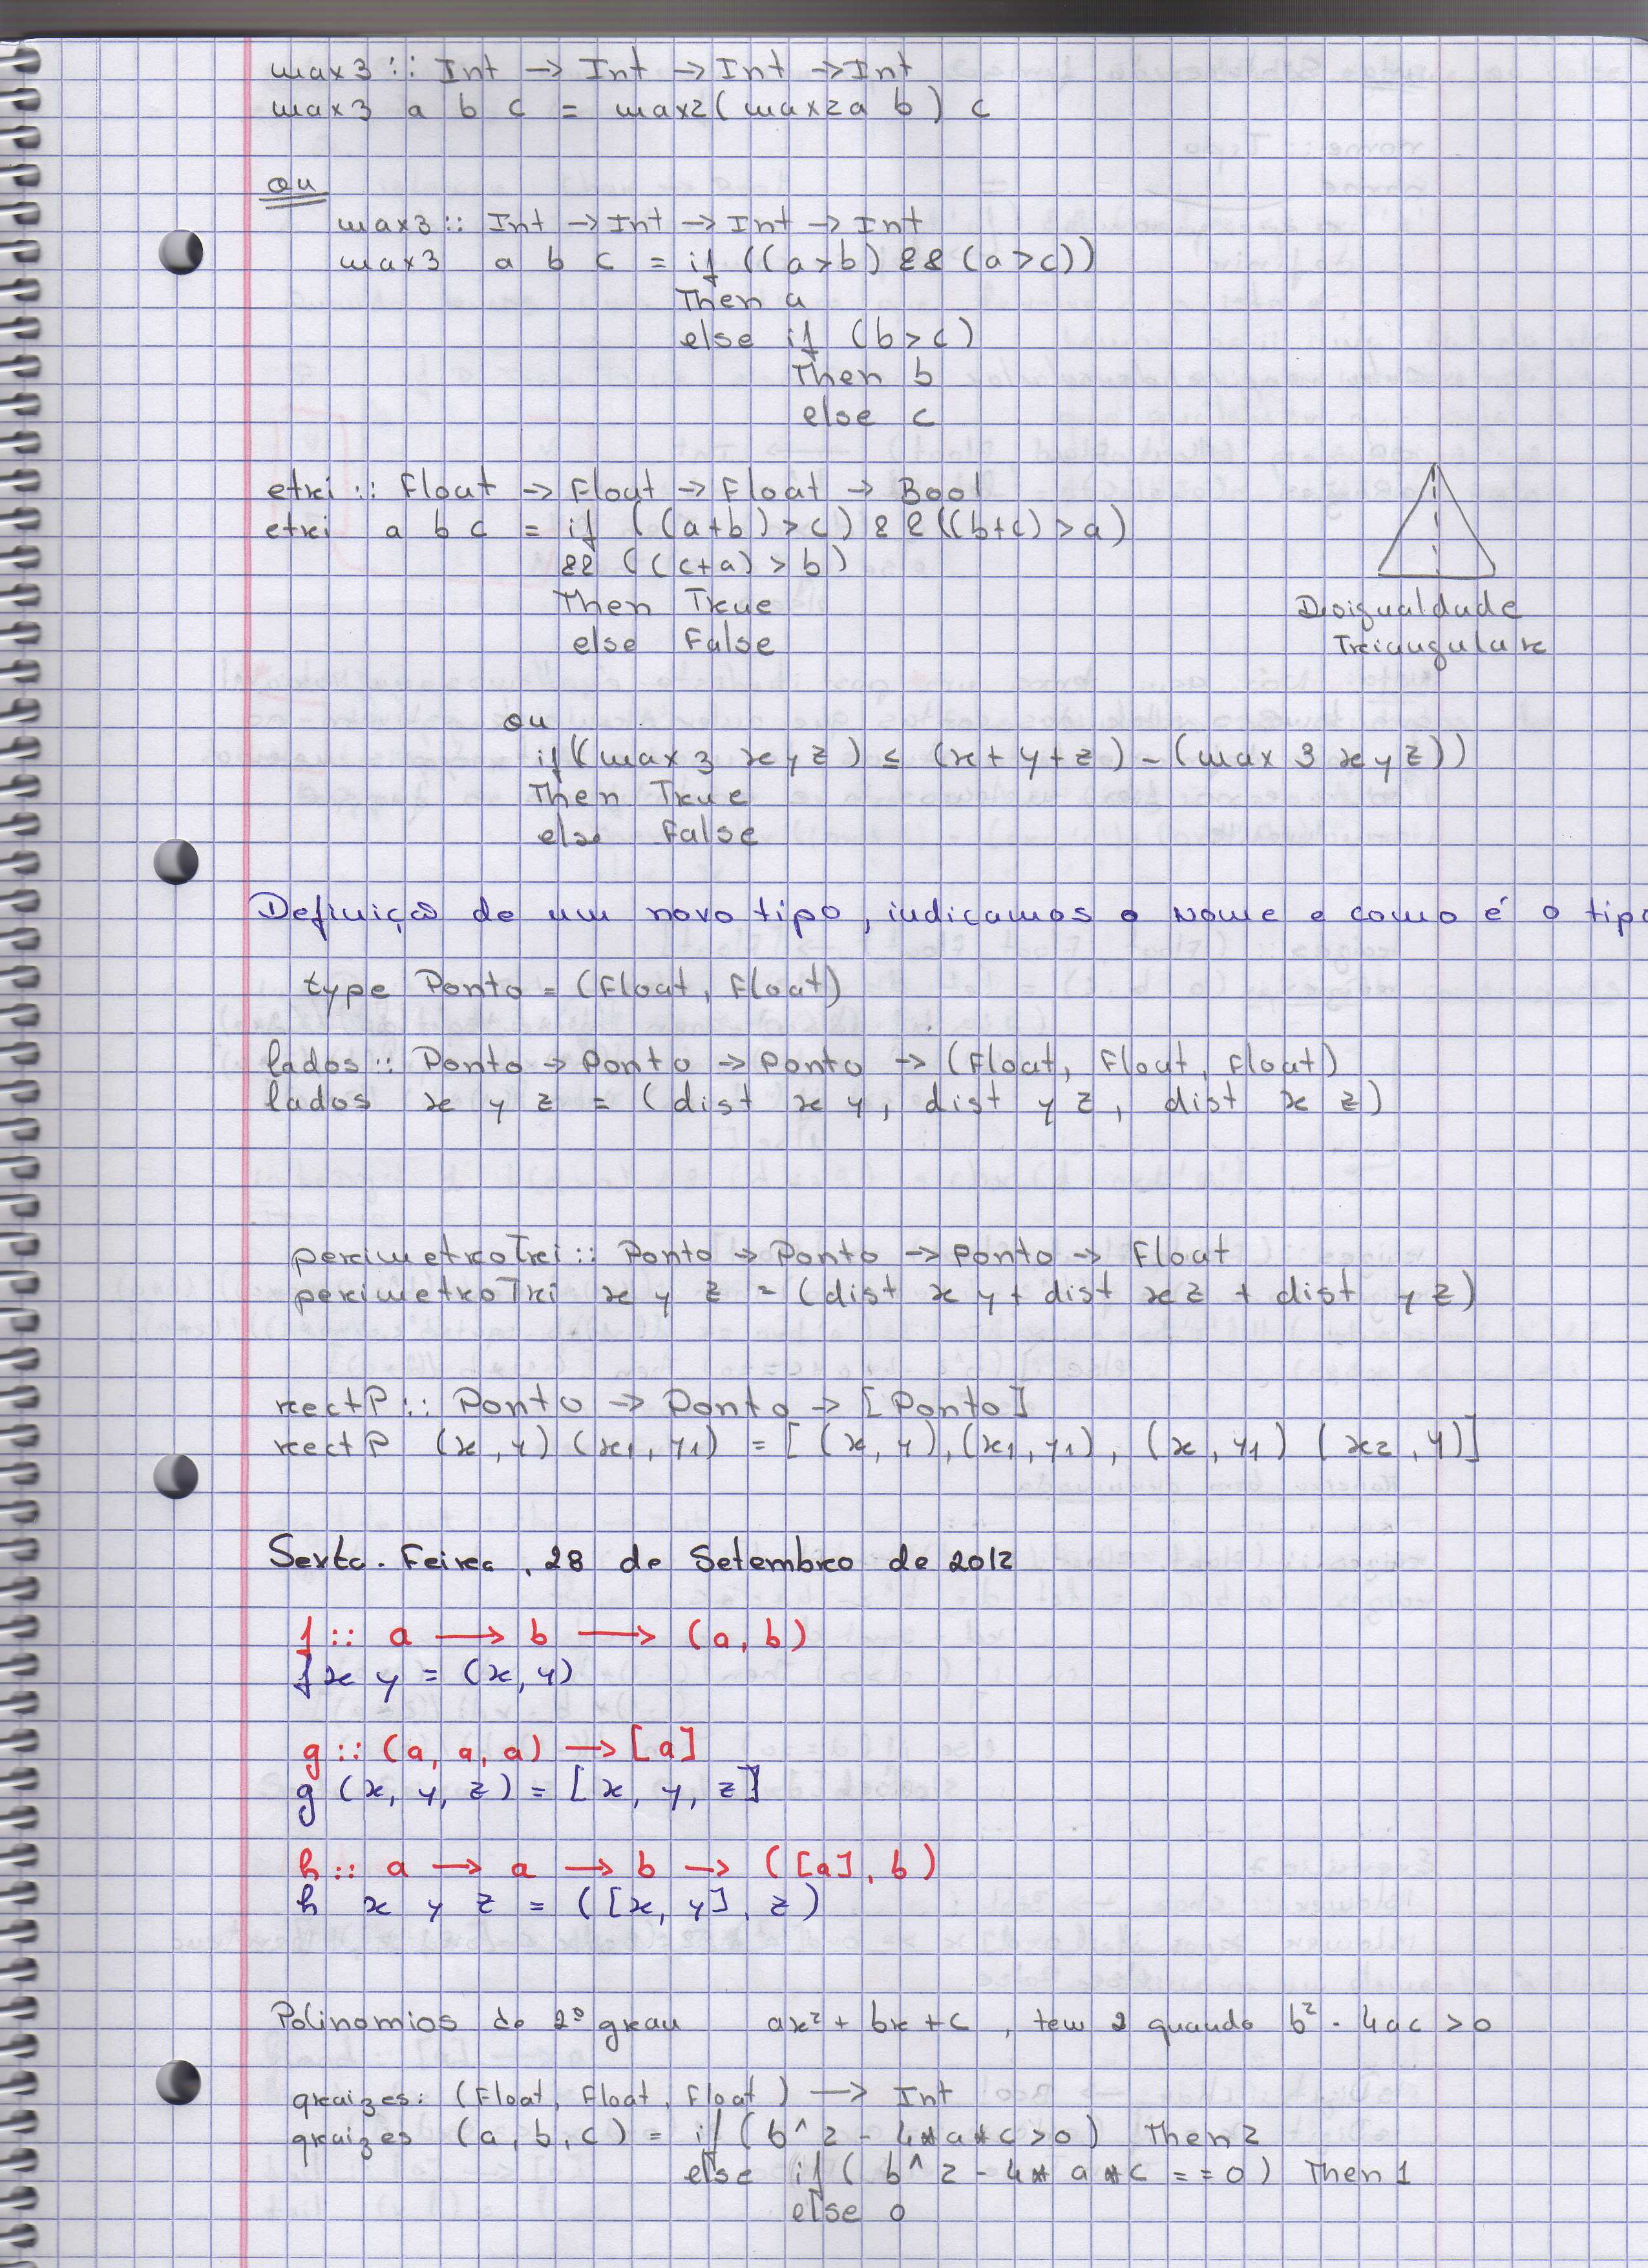 max3 :: Int -> Int -> Int -> Int
max3 a b c = max2( max2 a b) c
ou
max3 :: Int -> Int -> Int -> Int
max3 a b c = if ((a>b) && (a>c))
Then a
else if (b>c)
Then b
else c
etri :: Float -> Float -> Float -> Bool
etri a b c = if ((a+b) >c) && ((b+c) >a)
&& ((c+a) > b)
Then True
else False
Desigualdade
Triangular
ou
if((max 3 x y z) ≤ (x + y + z) - (max 3 x y z))
Then True
else False
Definição de um novo tipo, indicamos o nome e como é o tipo
type Ponto = (Float, Float)
lados :: Ponto -> Ponto -> Ponto -> (Float, Float, Float)
lados x y z = (dist x y, dist y z, dist x z)
perimetroTri :: Ponto -> Ponto -> Ponto -> Float
perimetroTri x y z = (dist x y + dist x z + dist y z)
rectP :: Ponto -> Ponto -> [Ponto]
rectP (x, y) (x1, y1) = [(x, y), (x1, y1), (x, y1) (x2, y)]
Sexta-Feira, 28 de Setembro de 2012
f :: a -> b -> (a, b)
f x y = (x, y)
g :: (a, a, a) -> [a]
g (x, y, z) = [x, y, z]
h :: a -> a -> b -> ([a], b)
h x y z = ([x, y], z)
Polinomios de 2º grau ax² + bx + c , tem 2 quando b² - 4ac > 0
qraizes: (Float, Float, Float) -> Int
qraizes (a, b, c) = if (b^2 - 4*a*c>0) Then 2
else if (b^2 - 4* a *c == 0) Then 1
else 0